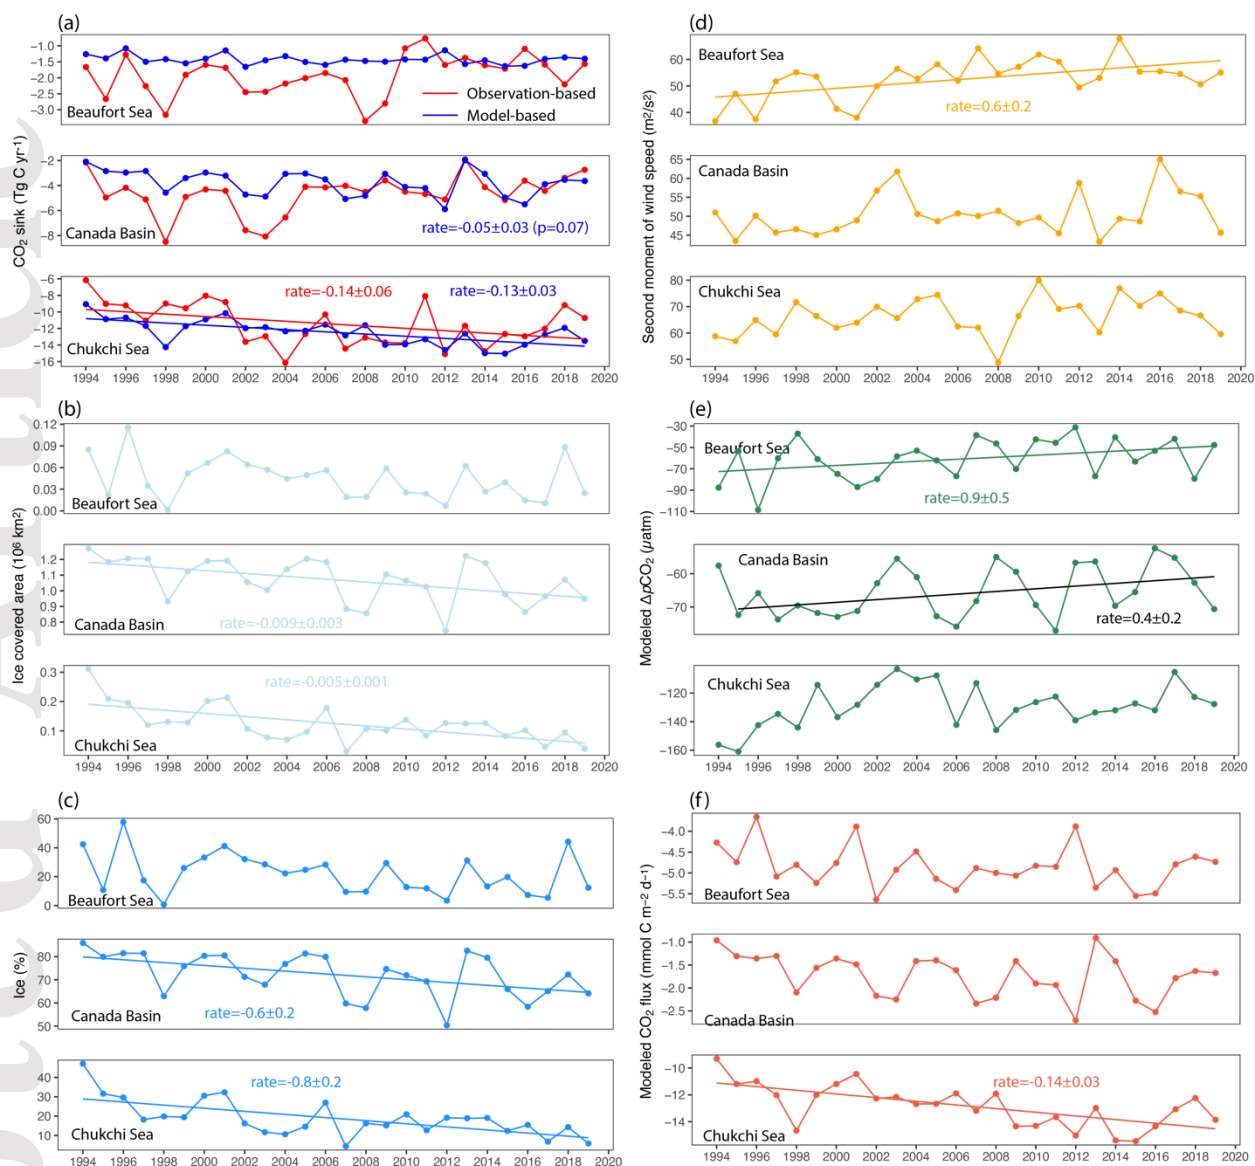 (a)
CO2 sink (Tg C yr−1)
−1.0
−1.5
−2.0
−2.5
−3.0
Beaufort Sea
Observation-based
Model-based
−2
−4
−6
−8
Canada Basin
rate=-0.05±0.03 (p=0.07)
−6
−8
−10
−12
−14
−16
rate=-0.14±0.06
rate=-0.13±0.03
Chukchi Sea
1994 1996 1998 2000 2002 2004 2006 2008 2010 2012 2014 2016 2018 2020
(b)
Ice covered area (10⁶ km²)
0.12
0.09
0.06
0.03
0.00
Beaufort Sea
1.2
1.1
1.0
0.9
0.8
Canada Basin
rate=-0.009±0.003
0.3
0.2
0.1
rate=-0.005±0.001
Chukchi Sea
1994 1996 1998 2000 2002 2004 2006 2008 2010 2012 2014 2016 2018 2020
(c)
Ice (%)
60
40
20
0
Beaufort Sea
80
70
60
50
Canada Basin
rate=-0.6±0.2
40
30
20
10
rate=-0.8±0.2
Chukchi Sea
1994 1996 1998 2000 2002 2004 2006 2008 2010 2012 2014 2016 2018 2020
(d)
Second moment of wind speed (m²/s²)
Beaufort Sea
60
50
40
rate=0.6±0.2
65
60
55
50
45
Canada Basin
80
70
60
50
Chukchi Sea
1994 1996 1998 2000 2002 2004 2006 2008 2010 2012 2014 2016 2018 2020
(e)
Modeled ΔpCO2 (μatm)
−30
−50
−70
−90
−110
Beaufort Sea
rate=0.9±0.5
Canada Basin
−60
−70
rate=0.4±0.2
Chukchi Sea
−120
−140
−160
1994 1996 1998 2000 2002 2004 2006 2008 2010 2012 2014 2016 2018 2020
(f)
Modeled CO2 flux (mmol C m−2 d−1)
−4.0
−4.5
−5.0
−5.5
Beaufort Sea
−1.0
−1.5
−2.0
−2.5
Canada Basin
−10
−12
−14
rate=-0.14±0.03
Chukchi Sea
1994 1996 1998 2000 2002 2004 2006 2008 2010 2012 2014 2016 2018 2020